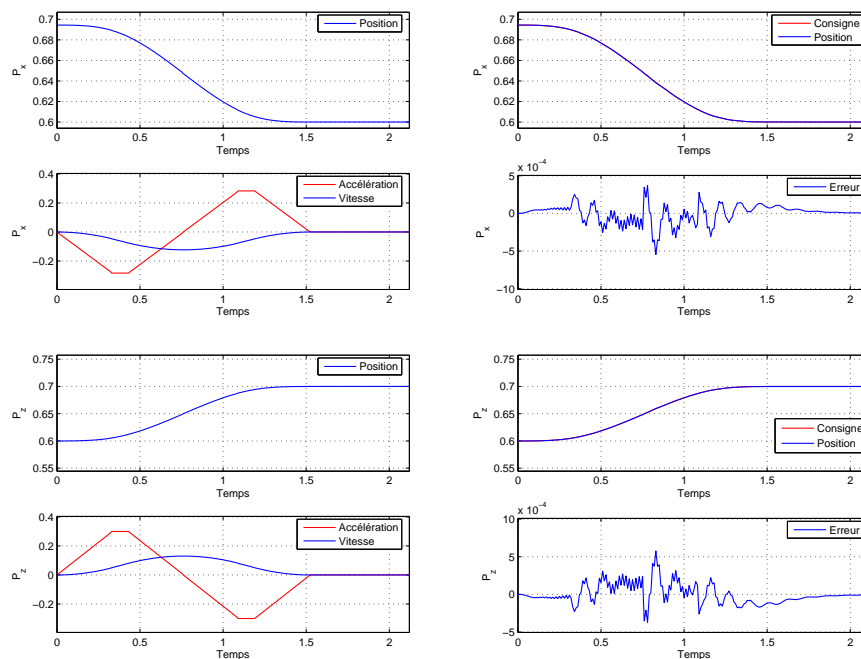 0.7
0.68
0.66
0.64
0.62
0.6
P_x
0 0.5 1 1.5 2
Temps
Position
0.7
0.68
0.66
0.64
0.62
0.6
P_x
0 0.5 1 1.5 2
Temps
Consigne
Position
0.4
0.2
0
−0.2
P_x
0 0.5 1 1.5 2
Temps
Accélération
Vitesse
x 10^-4
5
0
−5
−10
P_x
0 0.5 1 1.5 2
Temps
Erreur
0.75
0.7
0.65
0.6
0.55
P_z
0 0.5 1 1.5 2
Temps
Position
0.75
0.7
0.65
0.6
0.55
P_z
0 0.5 1 1.5 2
Temps
Consigne
Position
0.4
0.2
0
−0.2
P_z
0 0.5 1 1.5 2
Temps
Accélération
Vitesse
x 10^-4
10
5
0
−5
P_z
0 0.5 1 1.5 2
Temps
Erreur